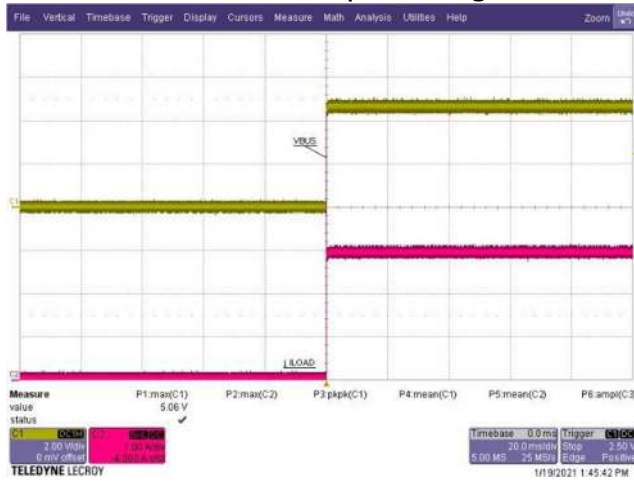 File Vertical Timebase Trigger Display Cursors Measure Math Analysis Utilities Help Zoom Undo
VBUS
C1
ILOAD
C2
Measure P1:max(C1) P2:max(C2) P3:pkpk(C1) P4:mean(C1) P5:mean(C2) P6:ampl(C3
value 5.06 V
status
C1 DC1M C2 Timebase 0.0 ms Trigger C1 DC
2.00 V/div 1.00 A/div 20.0 ms/div Stop 2.50 V
0 mV offset 5.00 MS 25 MS/s Edge Positive
TELEDYNE LECROY 1/19/2021 1:45:42 PM